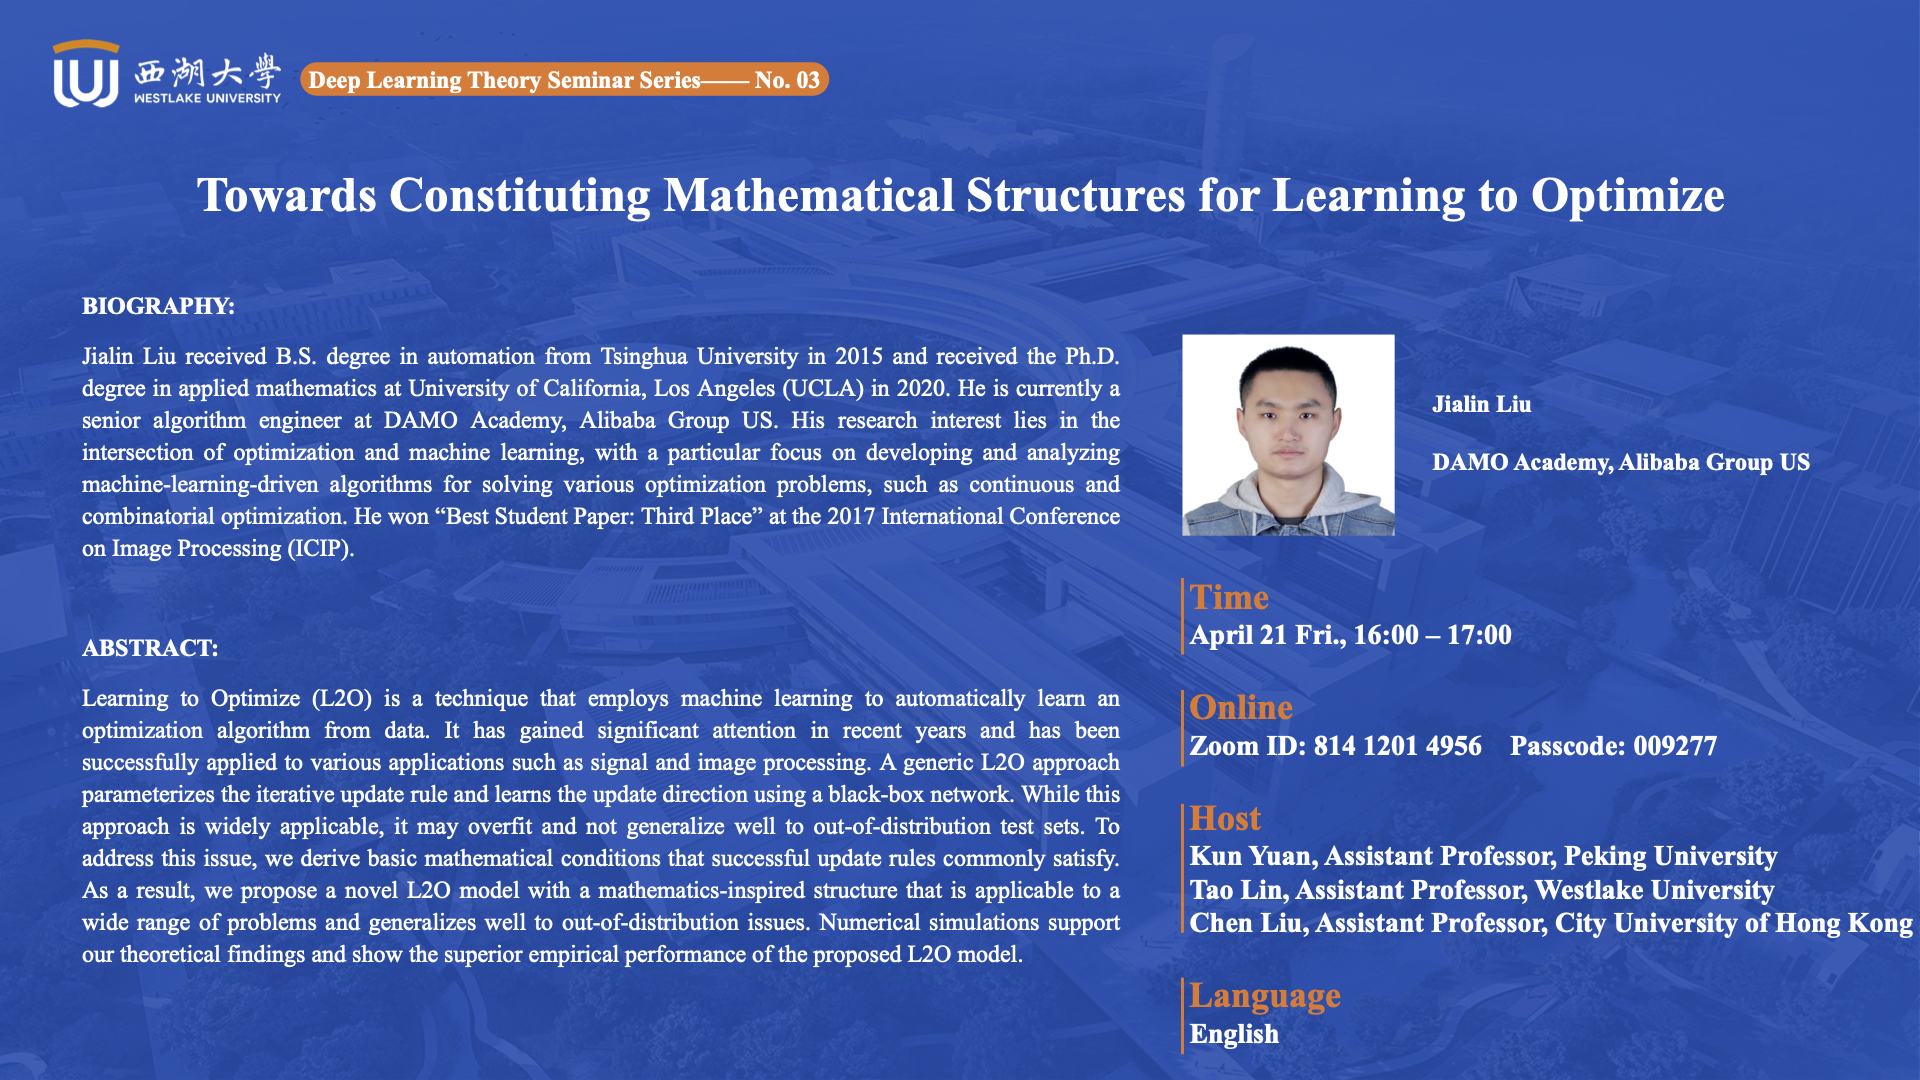 西湖大學
WESTLAKE UNIVERSITY
Deep Learning Theory Seminar Series—— No. 03
Towards Constituting Mathematical Structures for Learning to Optimize
BIOGRAPHY:
Jialin Liu received B.S. degree in automation from Tsinghua University in 2015 and received the Ph.D.
degree in applied mathematics at University of California, Los Angeles (UCLA) in 2020. He is currently a
senior algorithm engineer at DAMO Academy, Alibaba Group US. His research interest lies in the
intersection of optimization and machine learning, with a particular focus on developing and analyzing
machine-learning-driven algorithms for solving various optimization problems, such as continuous and
combinatorial optimization. He won “Best Student Paper: Third Place” at the 2017 International Conference
on Image Processing (ICIP).
ABSTRACT:
Learning to Optimize (L2O) is a technique that employs machine learning to automatically learn an
optimization algorithm from data. It has gained significant attention in recent years and has been
successfully applied to various applications such as signal and image processing. A generic L2O approach
parameterizes the iterative update rule and learns the update direction using a black-box network. While this
approach is widely applicable, it may overfit and not generalize well to out-of-distribution test sets. To
address this issue, we derive basic mathematical conditions that successful update rules commonly satisfy.
As a result, we propose a novel L2O model with a mathematics-inspired structure that is applicable to a
wide range of problems and generalizes well to out-of-distribution issues. Numerical simulations support
our theoretical findings and show the superior empirical performance of the proposed L2O model.
Jialin Liu
DAMO Academy, Alibaba Group US
Time
April 21 Fri., 16:00 – 17:00
Online
Zoom ID: 814 1201 4956 Passcode: 009277
Host
Kun Yuan, Assistant Professor, Peking University
Tao Lin, Assistant Professor, Westlake University
Chen Liu, Assistant Professor, City University of Hong Kong
Language
English